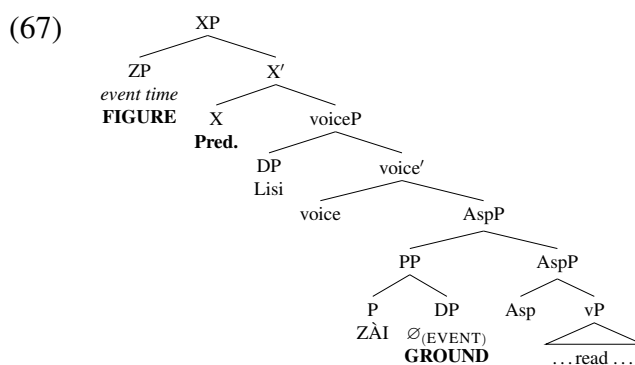 (67) XP
ZP X′
event time
FIGURE X voiceP
Pred. DP voice′
Lisi
voice AspP
PP AspP
P DP Asp vP
ZÀI ∅(EVENT) …read …
GROUND